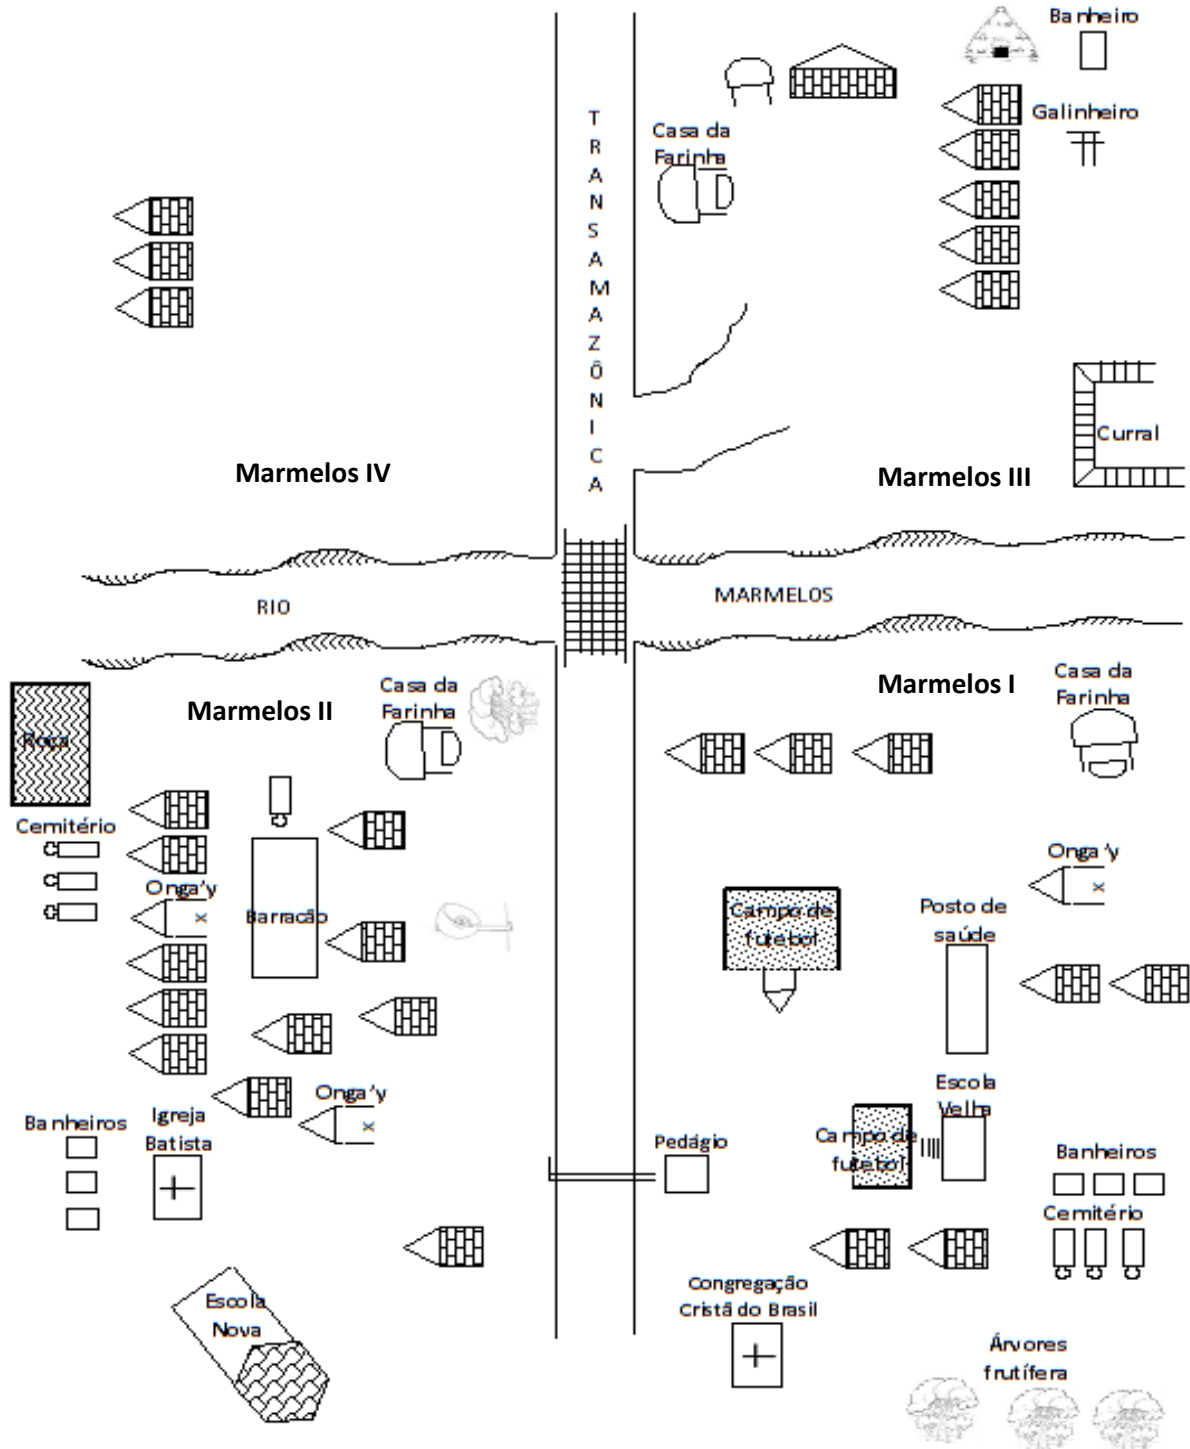 Banheiro
Galinheiro
Casa da
Farinha
TRANSAMAZÔNICA
Curral
Marmelos IV
Marmelos III
RIO
MARMELOS
Marmelos II
Marmelos I
Casa da
Farinha
Casa da
Farinha
Roça
Cemitério
Onga'y
x
Barracão
Onga'y
x
Campo de
futebol
Posto de
saúde
Escola
Velha
Banheiros
Igreja
Batista
Onga'y
x
Pedágio
Campo de
futebol
Banheiros
Cemitério
Escola
Nova
Congregação
Cristã do Brasil
Árvores
frutífera